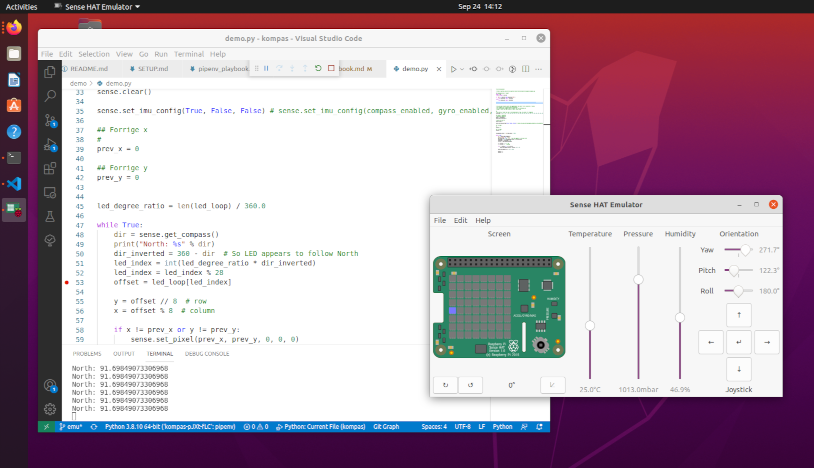 Activities
Sense HAT Emulator
Sep 24 14:12
demo.py - kompas - Visual Studio Code
File Edit Selection View Go Run Terminal Help
README.md
SETUP.md
pipenv_playbook
book.md M
demo.py
demo > demo.py
33 sense.clear()
34
35 sense.set_imu_config(True, False, False) # sense.set_imu_config(compass_enabled, gyro_enabled,
36
37 ## Forrige x
38 #
39 prev_x = 0
40
41 ## Forrige y
42 prev_y = 0
43
44
45 led_degree_ratio = len(led_loop) / 360.0
46
47 while True:
48 dir = sense.get_compass()
49 print("North: %s" % dir)
50 dir_inverted = 360 - dir # So LED appears to follow North
51 led_index = int(led_degree_ratio * dir_inverted)
52 led_index = led_index % 28
53 offset = led_loop[led_index]
54
55 y = offset // 8 # row
56 x = offset % 8 # column
57
58 if x != prev_x or y != prev_y:
59 sense.set_pixel(prev_x, prev_y, 0, 0, 0)
PROBLEMS OUTPUT TERMINAL DEBUG CONSOLE
North: 91.69849073306968
North: 91.69849073306968
North: 91.69849073306968
North: 91.69849073306968
North: 91.69849073306968
North: 91.69849073306968
emu* Python 3.8.10 64-bit ('kompas-pJXt-fLC': pipenv) 0 0 Python: Current File (kompas) Git Graph Spaces: 4 UTF-8 LF Python
Sense HAT Emulator
File Edit Help
Screen Temperature Pressure Humidity Orientation
Yaw 271.7°
Pitch 122.3°
Roll 180.0°
0°
25.0°C 1013.0mbar 46.9% Joystick